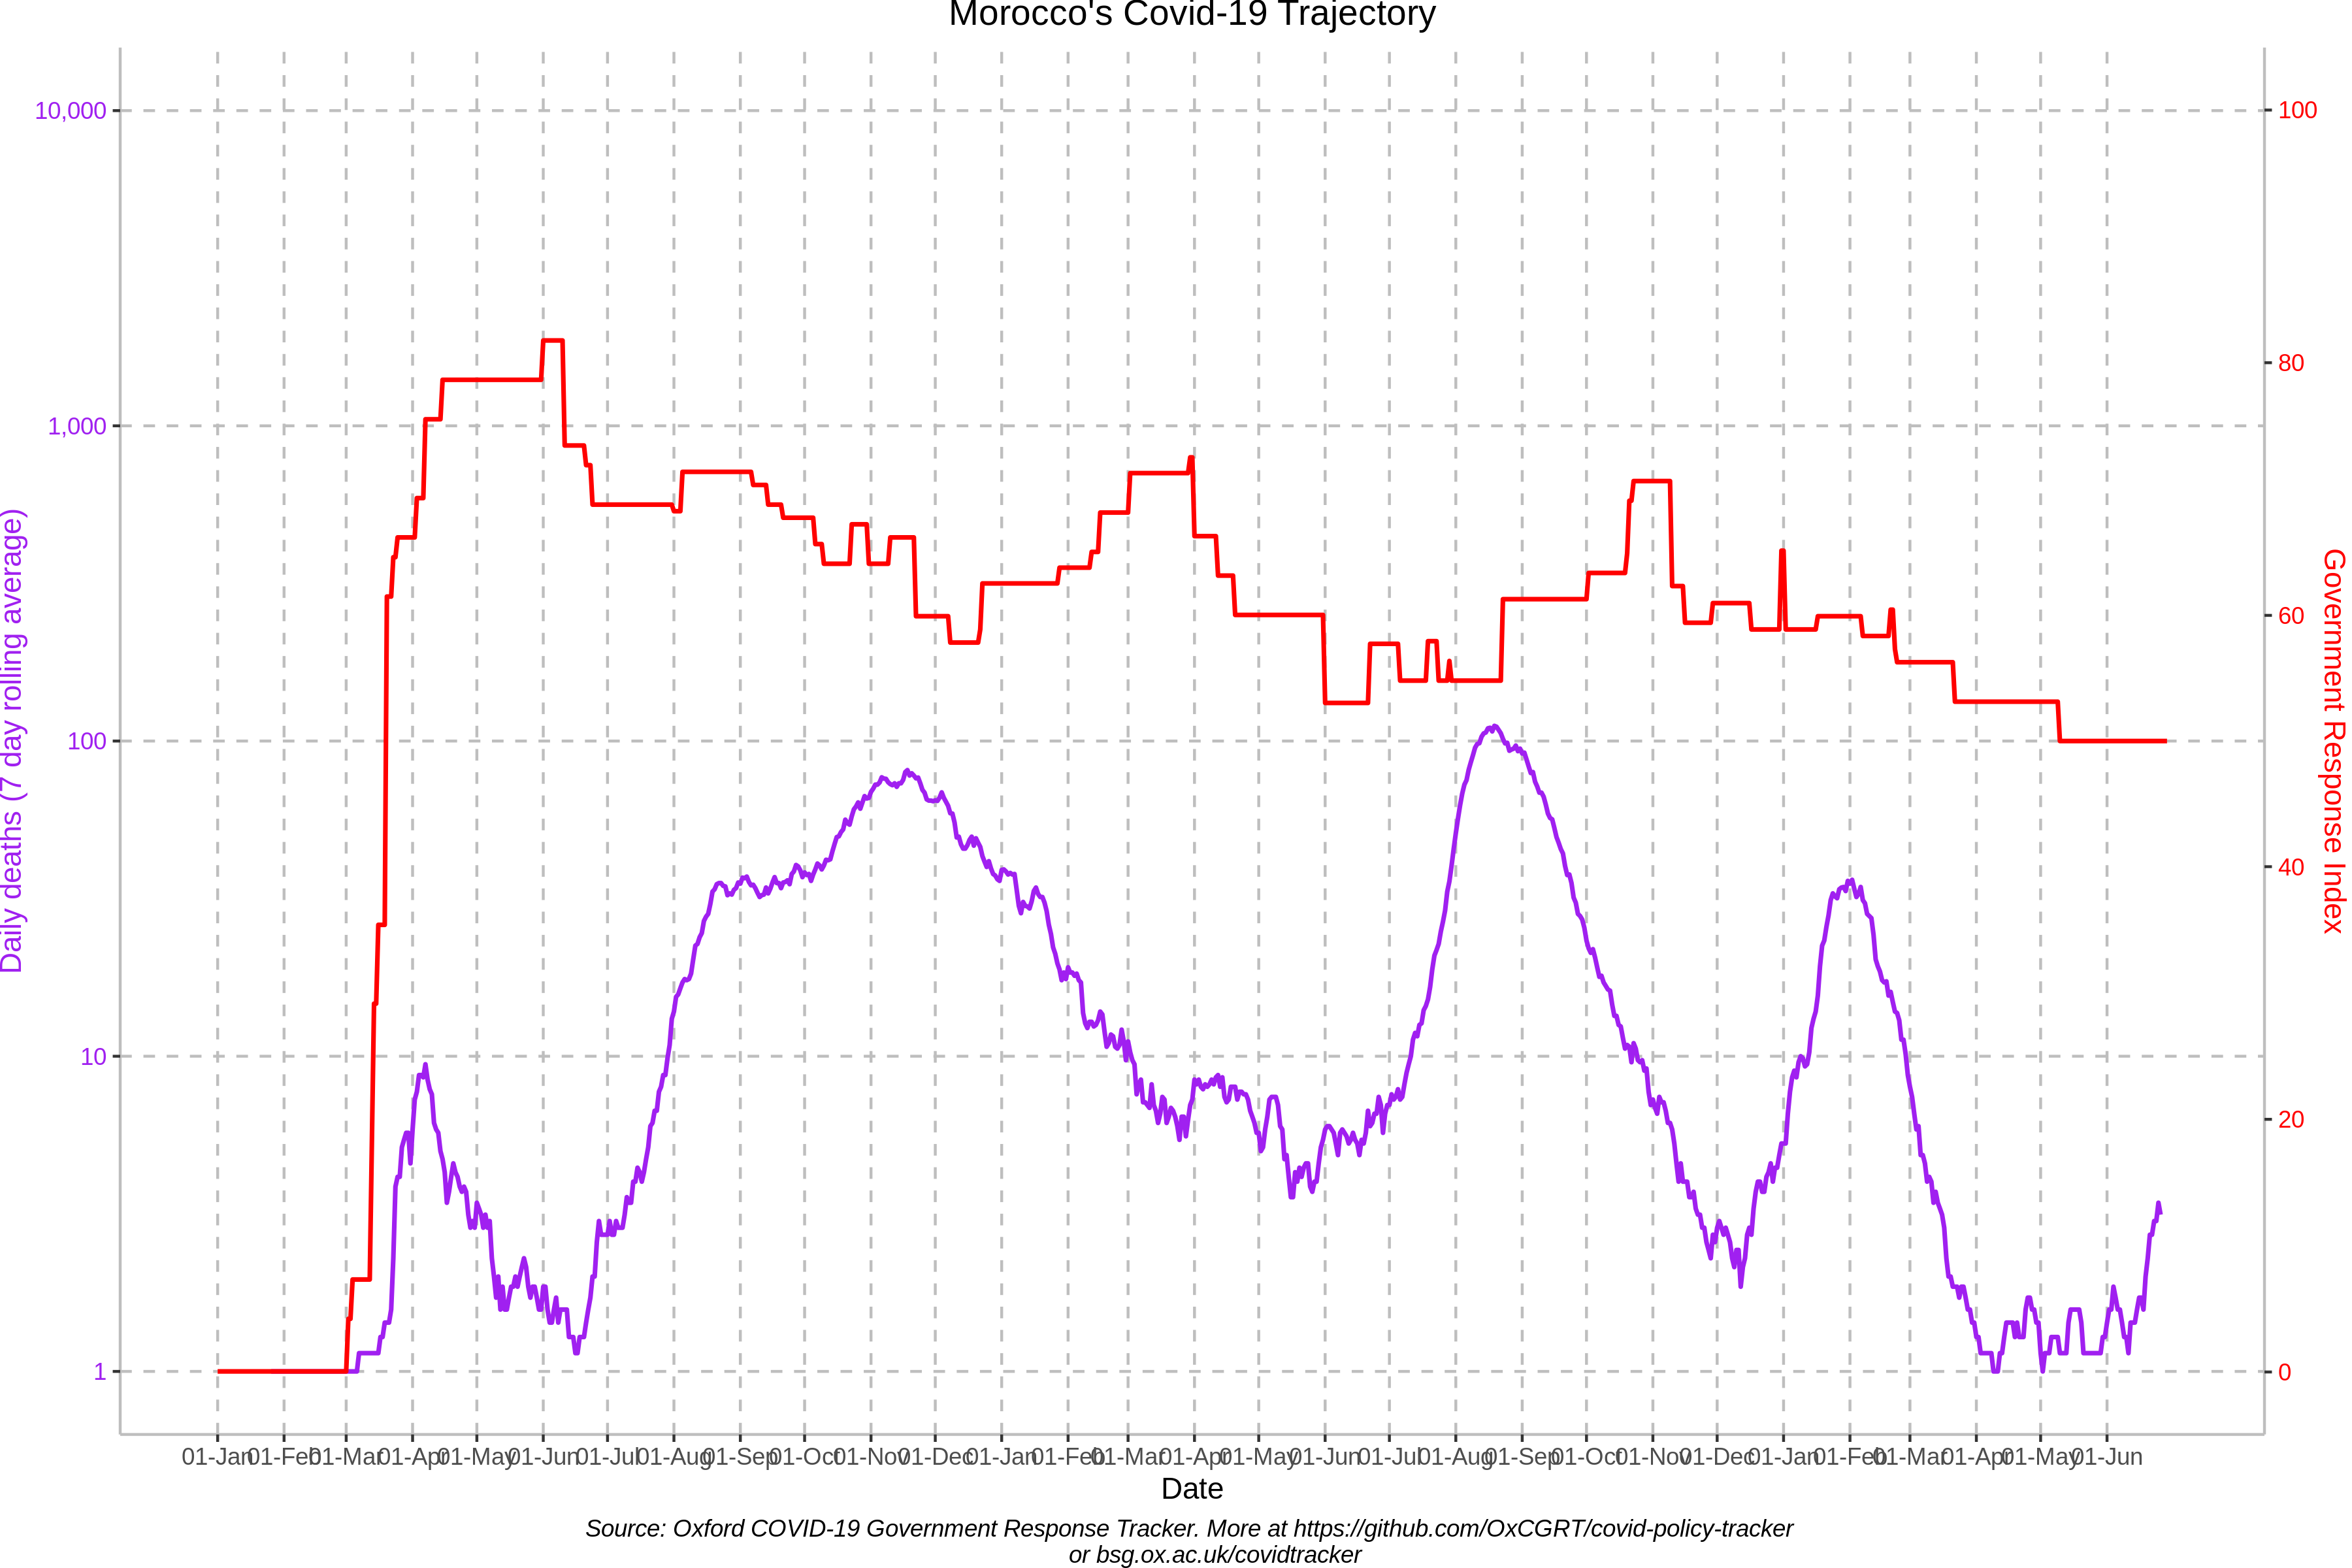 Morocco's Covid-19 Trajectory
10,000
1,000
100
10
1
Daily deaths (7 day rolling average)
100
80
60
40
20
0
Government Response Index
01-Jan 01-Feb 01-Mar 01-Apr 01-May 01-Jun 01-Jul 01-Aug 01-Sep 01-Oct 01-Nov 01-Dec 01-Jan 01-Feb 01-Mar 01-Apr 01-May 01-Jun 01-Jul 01-Aug 01-Sep 01-Oct 01-Nov 01-Dec 01-Jan 01-Feb 01-Mar 01-Apr 01-May 01-Jun
Date
Source: Oxford COVID-19 Government Response Tracker. More at https://github.com/OxCGRT/covid-policy-tracker
or bsg.ox.ac.uk/covidtracker